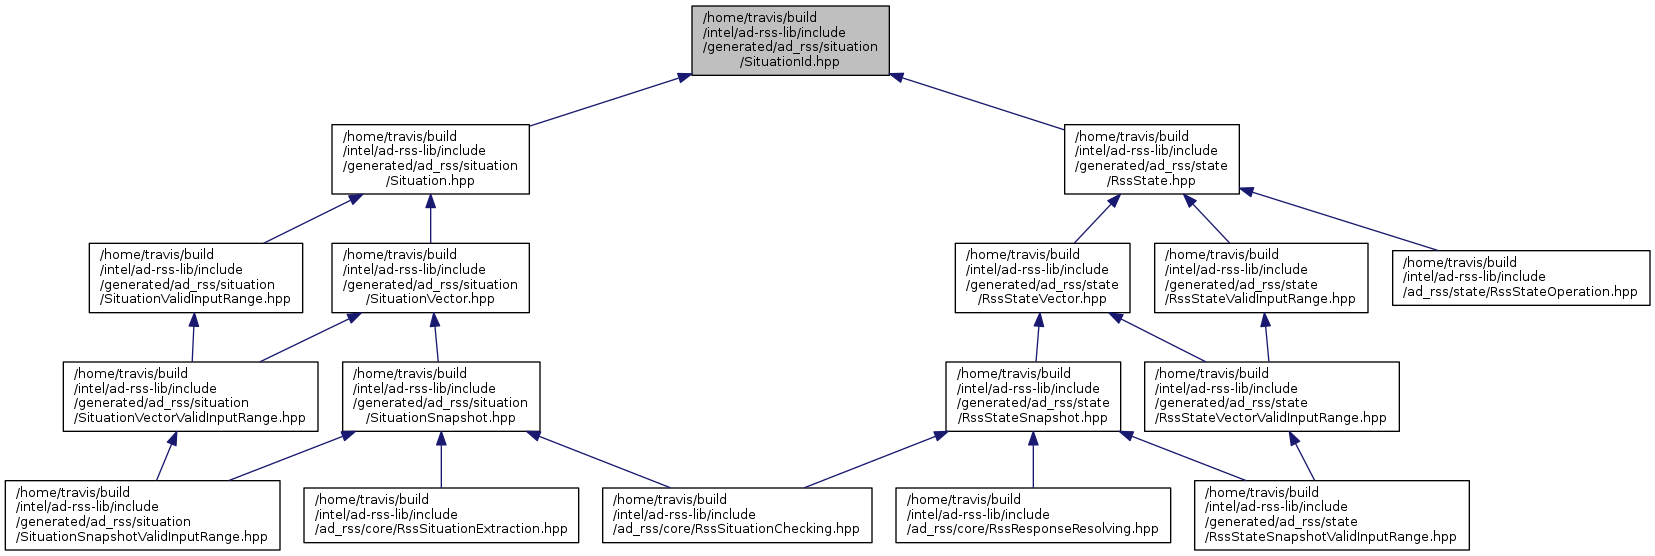 /home/travis/build
/intel/ad-rss-lib/include
/generated/ad_rss/situation
/SituationId.hpp
/home/travis/build
/intel/ad-rss-lib/include
/generated/ad_rss/situation
/Situation.hpp
/home/travis/build
/intel/ad-rss-lib/include
/generated/ad_rss/state
/RssState.hpp
/home/travis/build
/intel/ad-rss-lib/include
/generated/ad_rss/situation
/SituationValidInputRange.hpp
/home/travis/build
/intel/ad-rss-lib/include
/generated/ad_rss/situation
/SituationVector.hpp
/home/travis/build
/intel/ad-rss-lib/include
/generated/ad_rss/state
/RssStateVector.hpp
/home/travis/build
/intel/ad-rss-lib/include
/generated/ad_rss/state
/RssStateValidInputRange.hpp
/home/travis/build
/intel/ad-rss-lib/include
/ad_rss/state/RssStateOperation.hpp
/home/travis/build
/intel/ad-rss-lib/include
/generated/ad_rss/situation
/SituationVectorValidInputRange.hpp
/home/travis/build
/intel/ad-rss-lib/include
/generated/ad_rss/situation
/SituationSnapshot.hpp
/home/travis/build
/intel/ad-rss-lib/include
/generated/ad_rss/state
/RssStateSnapshot.hpp
/home/travis/build
/intel/ad-rss-lib/include
/generated/ad_rss/state
/RssStateVectorValidInputRange.hpp
/home/travis/build
/intel/ad-rss-lib/include
/generated/ad_rss/situation
/SituationSnapshotValidInputRange.hpp
/home/travis/build
/intel/ad-rss-lib/include
/ad_rss/core/RssSituationExtraction.hpp
/home/travis/build
/intel/ad-rss-lib/include
/ad_rss/core/RssSituationChecking.hpp
/home/travis/build
/intel/ad-rss-lib/include
/ad_rss/core/RssResponseResolving.hpp
/home/travis/build
/intel/ad-rss-lib/include
/generated/ad_rss/state
/RssStateSnapshotValidInputRange.hpp